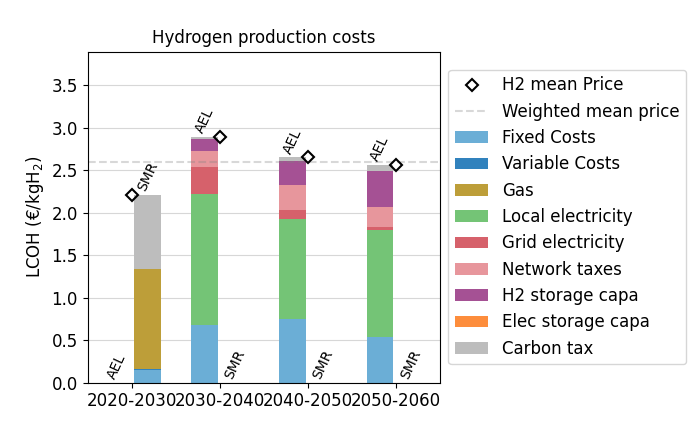 Hydrogen production costs
LCOH (€/kgH₂)
3.5
3.0
2.5
2.0
1.5
1.0
0.5
0.0
AEL
SMR
AEL
SMR
AEL
SMR
AEL
SMR
2020-2030
2030-2040
2040-2050
2050-2060
H2 mean Price
Weighted mean price
Fixed Costs
Variable Costs
Gas
Local electricity
Grid electricity
Network taxes
H2 storage capa
Elec storage capa
Carbon tax